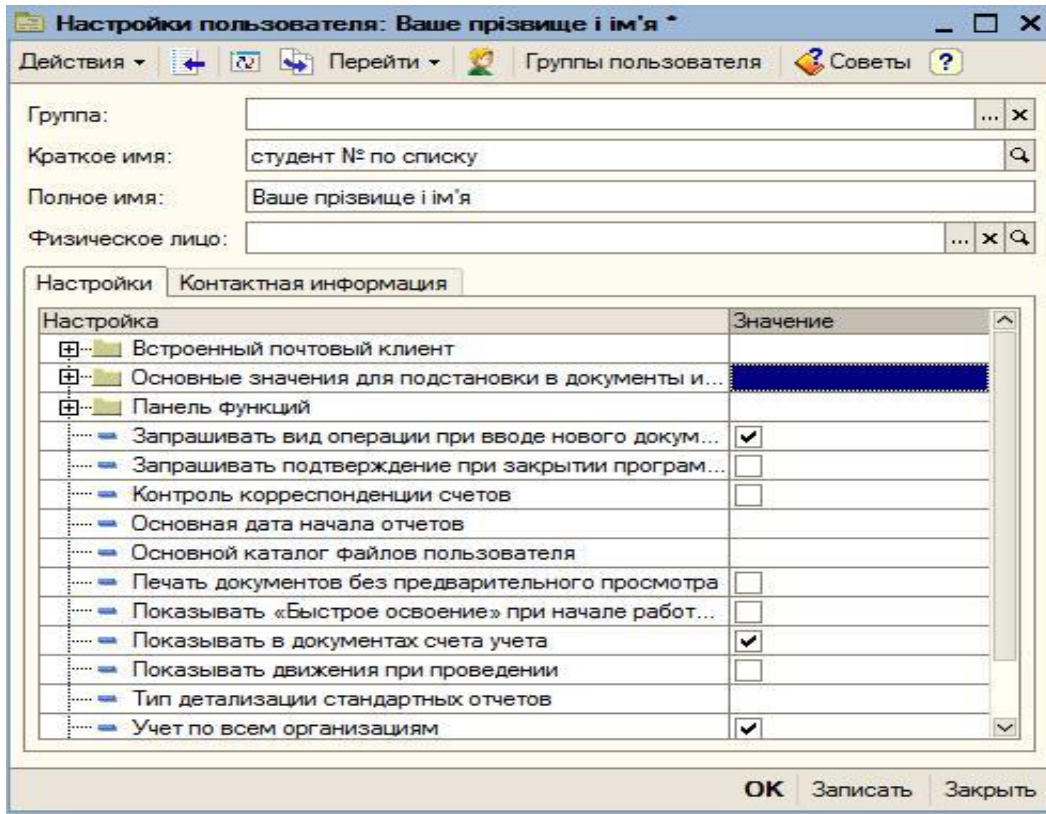 Настройки пользователя: Ваше прізвище і ім'я *
Действия Перейти Группы пользователя Советы ?
Группа: ... x
Краткое имя: студент № по списку
Полное имя: Ваше прізвище і ім'я
Физическое лицо: ... x
Настройки Контактная информация
Настройка Значение
Встроенный почтовый клиент
Основные значения для подстановки в документы и...
Панель функций
Запрашивать вид операции при вводе нового докум...
Запрашивать подтверждение при закрытии програм...
Контроль корреспонденции счетов
Основная дата начала отчетов
Основной каталог файлов пользователя
Печать документов без предварительного просмотра
Показывать «Быстрое освоение» при начале работ...
Показывать в документах счета учета
Показывать движения при проведении
Тип детализации стандартных отчетов
Учет по всем организациям
OK Записать Закрыть